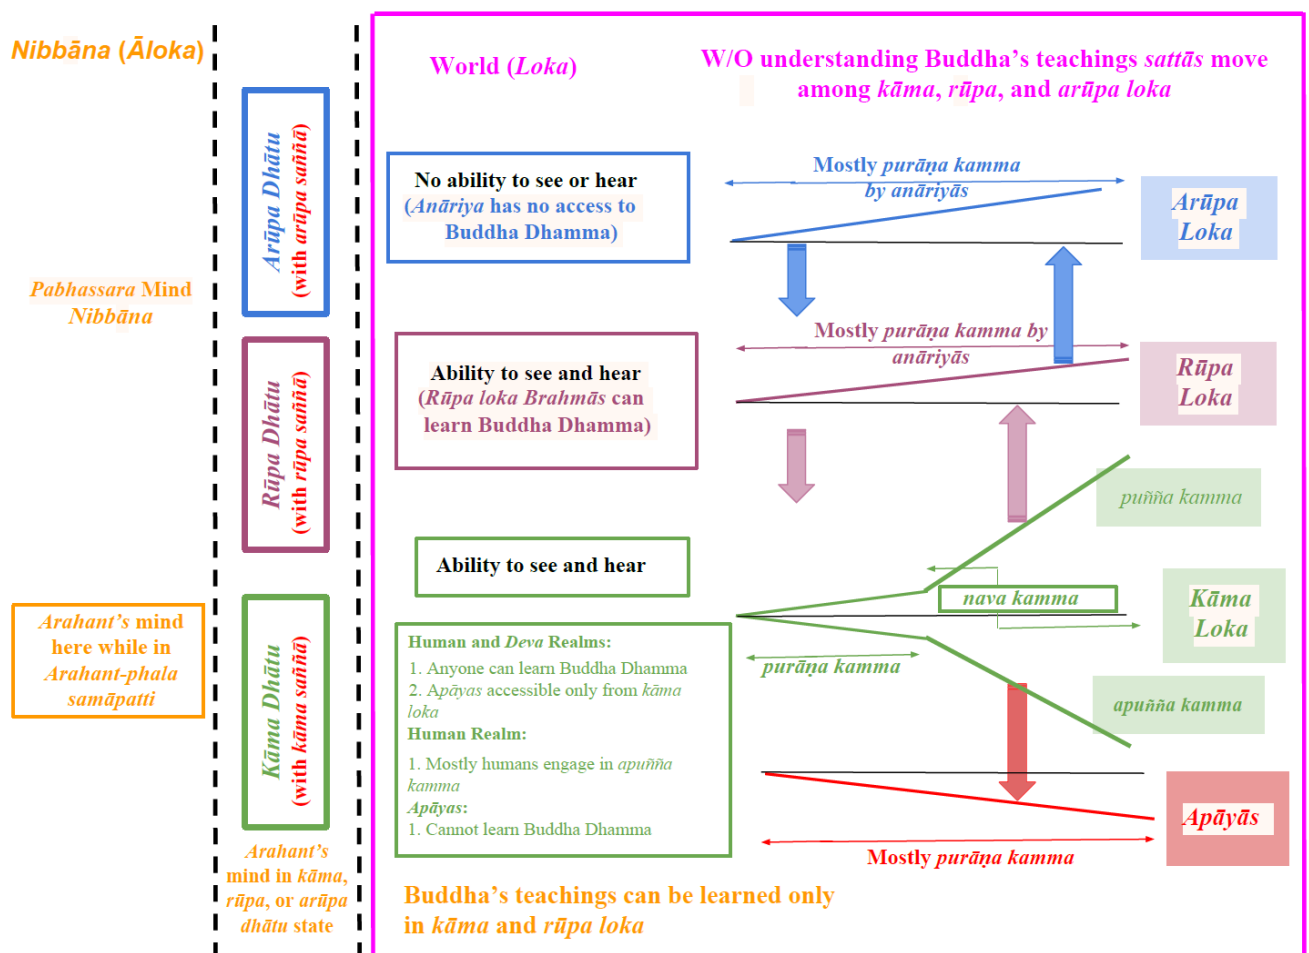 Nibbāna (Āloka)
Pabhassara Mind
Nibbāna
Arahant's mind
here while in
Arahant-phala
samāpatti
Arūpa Dhātu
(with arūpa saññā)
Rūpa Dhātu
(with rūpa saññā)
Kāma Dhātu
(with kāma saññā)
Arahant's
mind in kāma,
rūpa, or arūpa
dhātu state
World (Loka)
W/O understanding Buddha's teachings sattās move
among kāma, rūpa, and arūpa loka
No ability to see or hear
(Anāriya has no access to
Buddha Dhamma)
Mostly purāṇa kamma
by anāriyās
Arūpa
Loka
Ability to see and hear
(Rūpa loka Brahmās can
learn Buddha Dhamma)
Mostly purāṇa kamma by
anāriyās
Rūpa
Loka
Ability to see and hear
puñña kamma
nava kamma
purāṇa kamma
Kāma
Loka
apuñña kamma
Human and Deva Realms:
1. Anyone can learn Buddha Dhamma
2. Apāyas accessible only from kāma
loka
Human Realm:
1. Mostly humans engage in apuñña
kamma
Apāyas:
1. Cannot learn Buddha Dhamma
Apāyās
Mostly purāṇa kamma
Buddha's teachings can be learned only
in kāma and rūpa loka